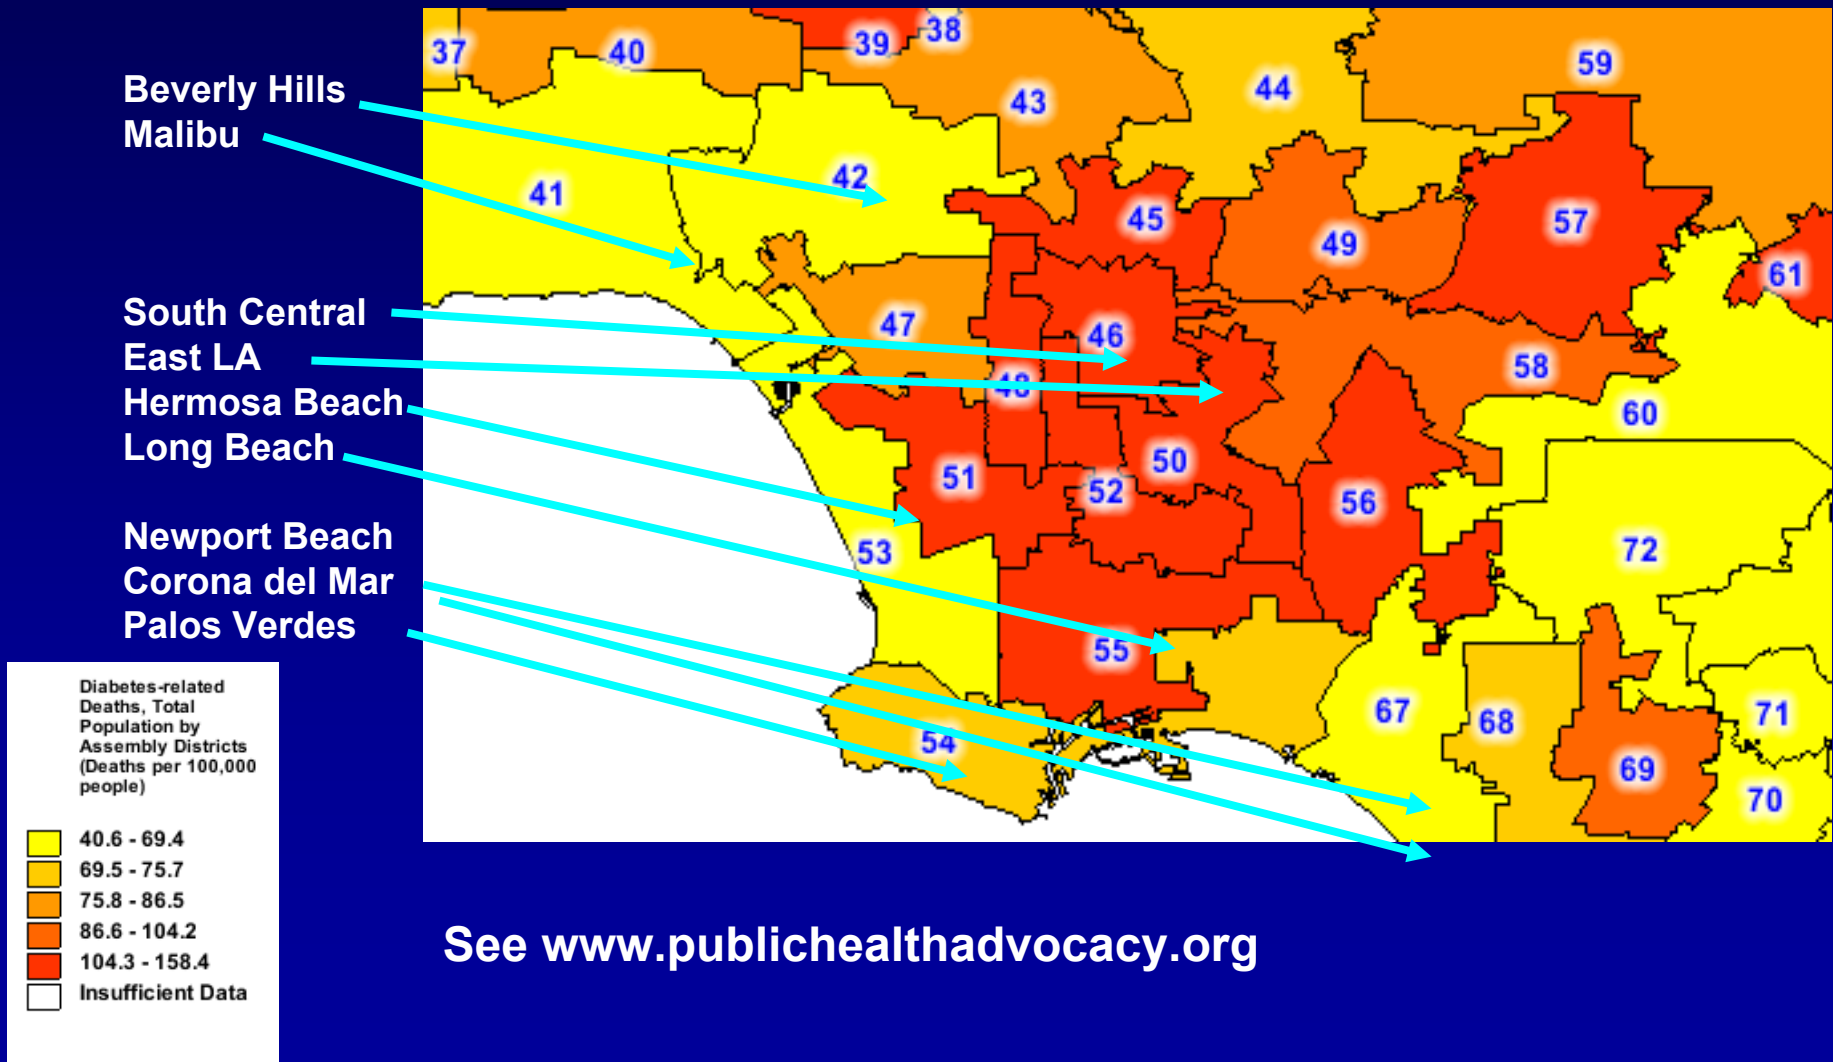 Beverly Hills
Malibu
South Central
East LA
Hermosa Beach
Long Beach
Newport Beach
Corona del Mar
Palos Verdes
37
40
39
38
43
44
59
41
42
45
49
57
61
47
46
48
58
60
51
50
52
56
53
72
55
54
67
68
69
71
70
Diabetes-related
Deaths, Total
Population by
Assembly Districts
(Deaths per 100,000
people)
40.6 - 69.4
69.5 - 75.7
75.8 - 86.5
86.6 - 104.2
104.3 - 158.4
Insufficient Data
See www.publichealthadvocacy.org